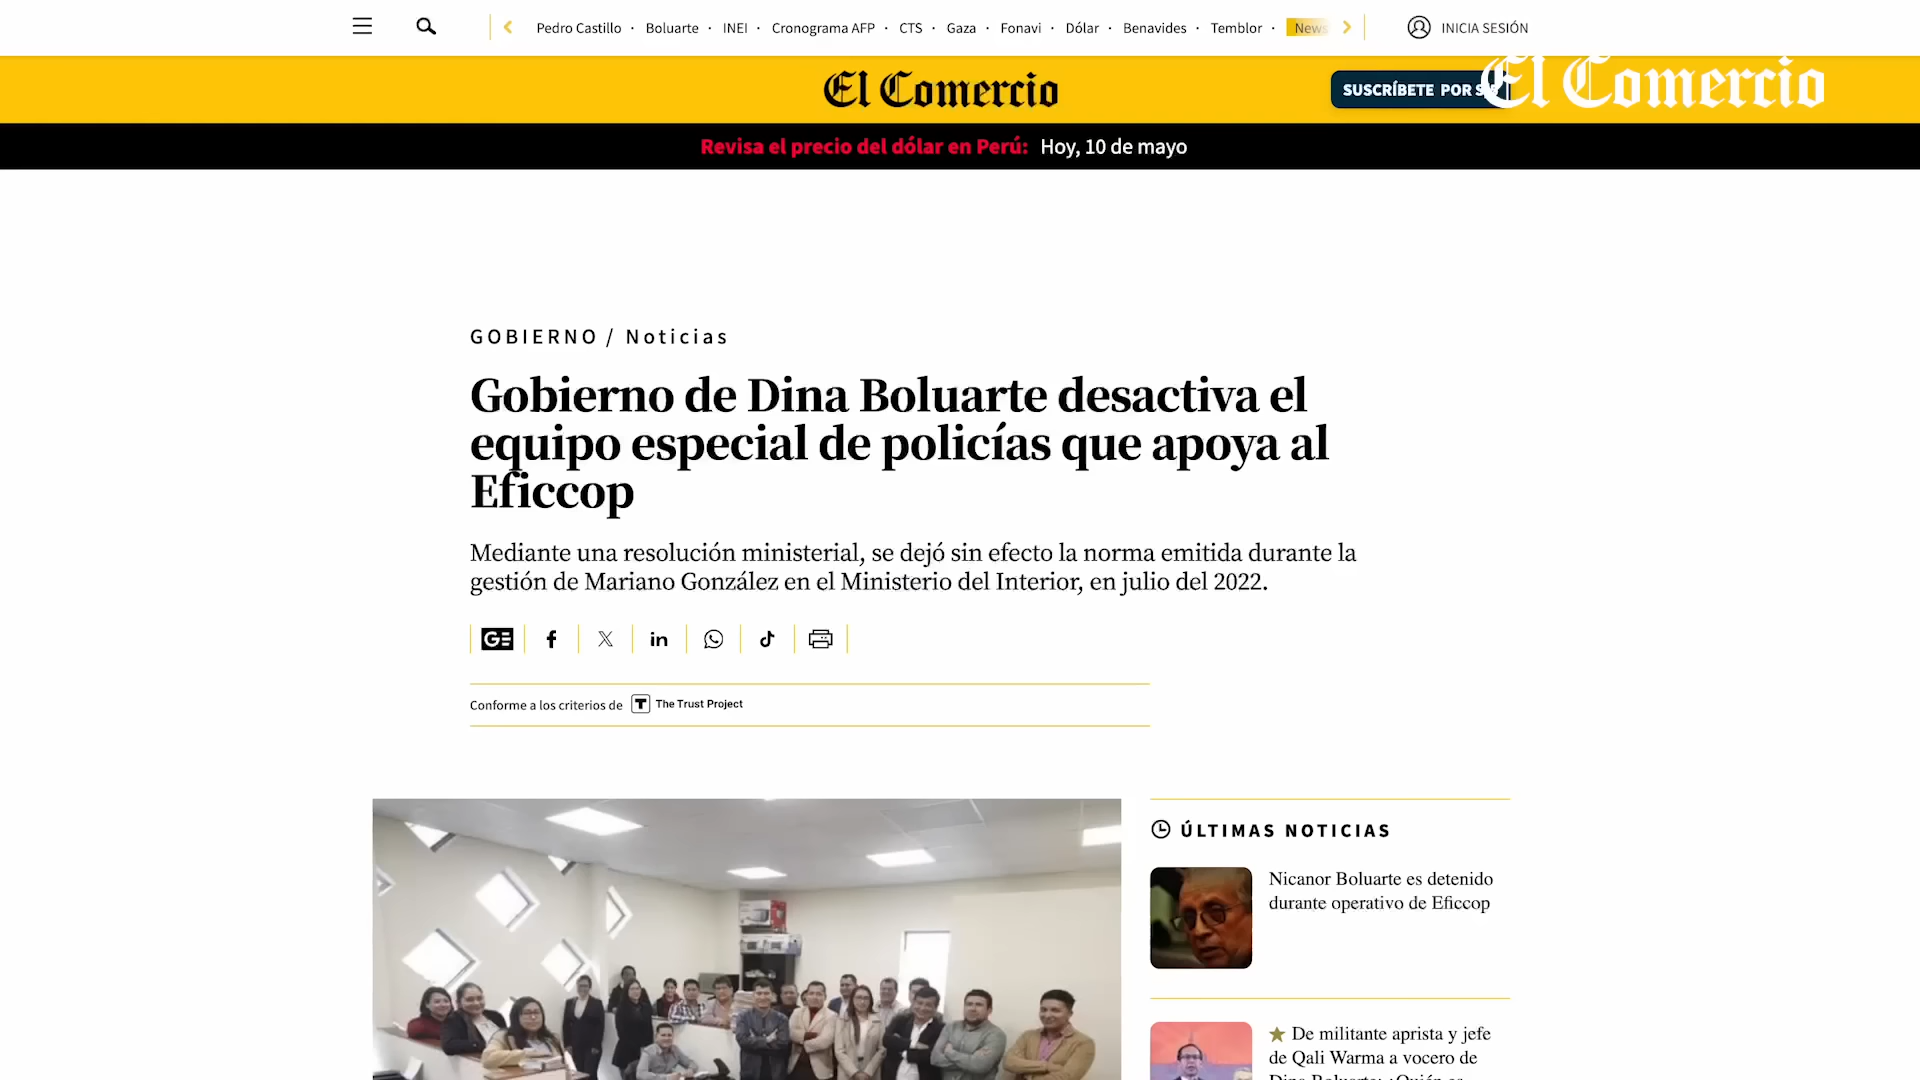 Pedro Castillo · Boluarte · INEI · Cronograma AFP · CTS · Gaza · Fonavi · Dólar · Benavides · Temblor · News
INICIA SESIÓN
El Comercio
SUSCRÍBETE POR S/
El Comercio
Revisa el precio del dólar en Perú: Hoy, 10 de mayo
GOBIERNO / Noticias
Gobierno de Dina Boluarte desactiva el
equipo especial de policías que apoya al
Eficcop
Mediante una resolución ministerial, se dejó sin efecto la norma emitida durante la
gestión de Mariano González en el Ministerio del Interior, en julio del 2022.
Conforme a los criterios de The Trust Project
ÚLTIMAS NOTICIAS
Nicanor Boluarte es detenido
durante operativo de Eficcop
De militante aprista y jefe
de Qali Warma a vocero de
Dina Boluarte: ¿Quién es